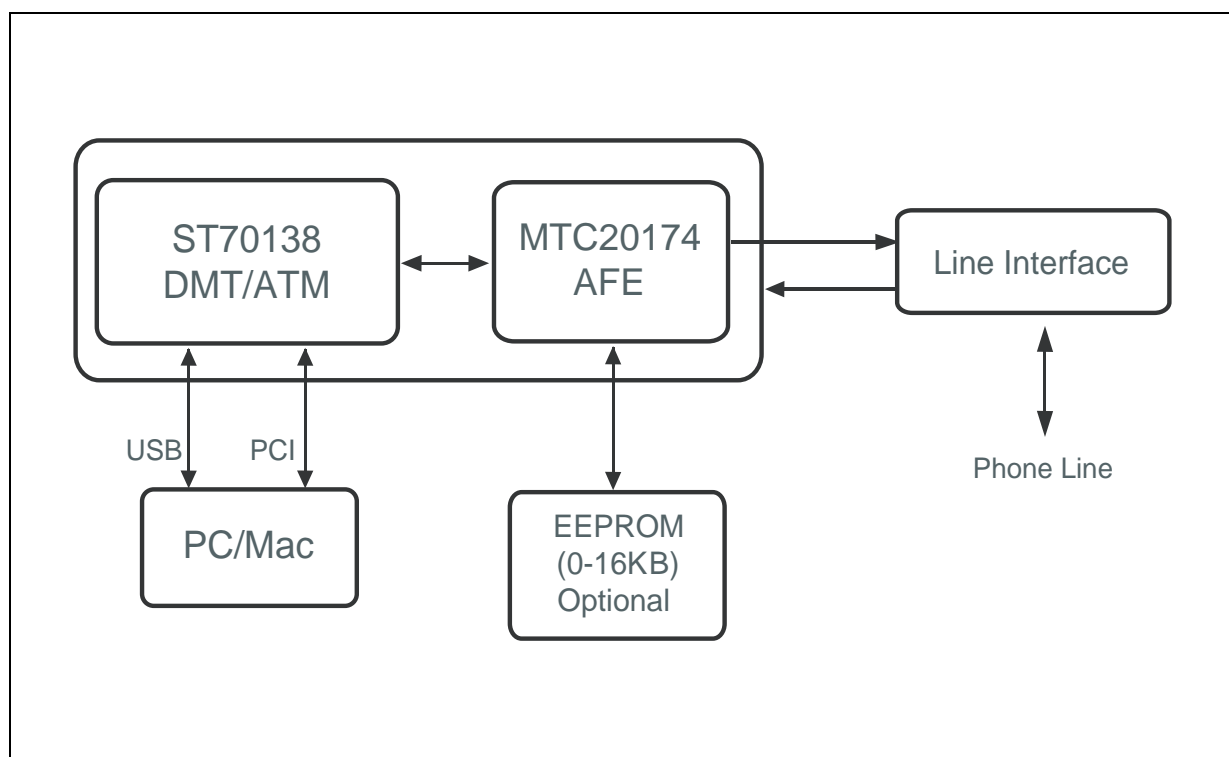 ST70138
DMT/ATM
MTC20174
AFE
Line Interface
USB
PCI
Phone Line
PC/Mac
EEPROM
(0-16KB)
Optional